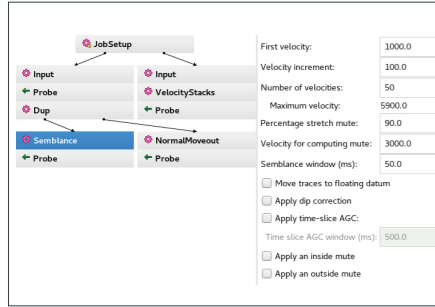 JobSetup
Input
Probe
Dup
Semblance
Probe
Input
VelocityStacks
Probe
NormalMoveout
Probe
First velocity: 1000.0
Velocity increment: 100.0
Number of velocities: 50
Maximum velocity: 5900.0
Percentage stretch mute: 90.0
Velocity for computing mute: 3000.0
Semblance window (ms): 50.0
Move traces to floating datum
Apply dip correction
Apply time-slice AGC:
Time slice AGC window (ms): 500.0
Apply an inside mute
Apply an outside mute